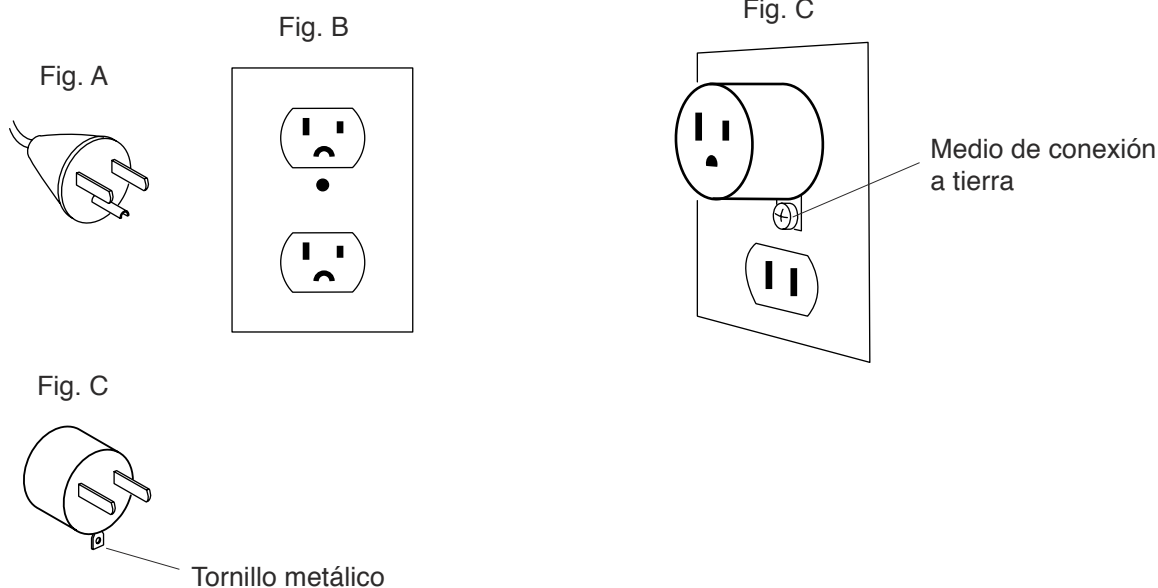 Fig. B
Fig. C
Fig. A
Medio de conexión
a tierra
Fig. C
Tornillo metálico